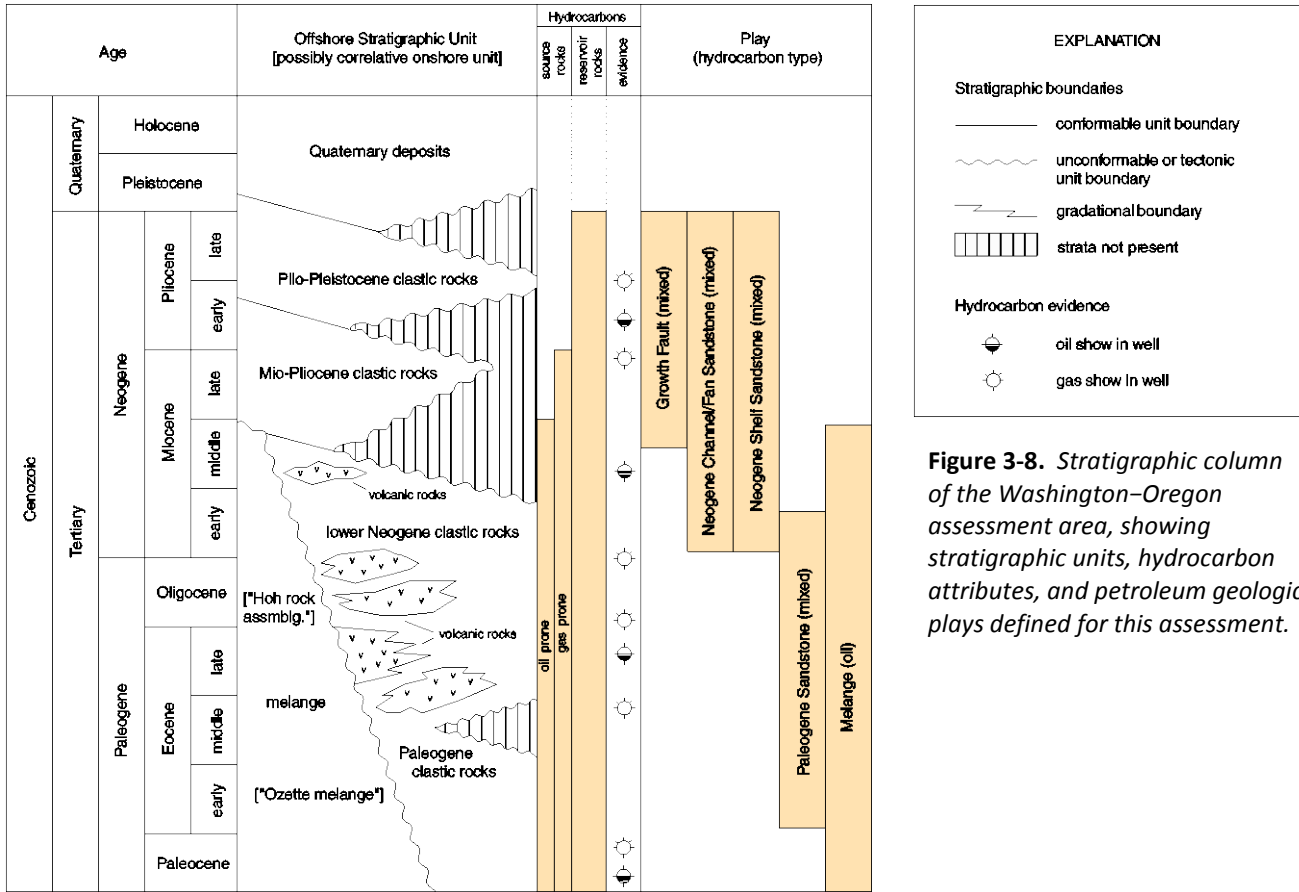 Age
Offshore Stratigraphic Unit
[possibly correlative onshore unit]
Hydrocarbons
source
rocks
reservoir
rocks
evidence
Play
(hydrocarbon type)
Cenozoic
Quaternary
Tertiary
Neogene
Paleogene
Holocene
Pleistocene
Pliocene
late
early
Miocene
late
middle
early
Oligocene
Eocene
late
middle
early
Paleocene
Quaternary deposits
Plio-Pleistocene clastic rocks
Mio-Pliocene clastic rocks
volcanic rocks
lower Neogene clastic rocks
["Hoh rock
assmblg."]
volcanic rocks
melange
Paleogene
clastic rocks
["Ozette melange"]
oil prone
gas prone
Growth Fault (mixed)
Neogene Channel/Fan Sandstone (mixed)
Neogene Shelf Sandstone (mixed)
Paleogene Sandstone (mixed)
Melange (oil)
EXPLANATION
Stratigraphic boundaries
conformable unit boundary
unconformable or tectonic
unit boundary
gradational boundary
strata not present
Hydrocarbon evidence
oil show in well
gas show in well
Figure 3-8. Stratigraphic column
of the Washington−Oregon
assessment area, showing
stratigraphic units, hydrocarbon
attributes, and petroleum geologic
plays defined for this assessment.